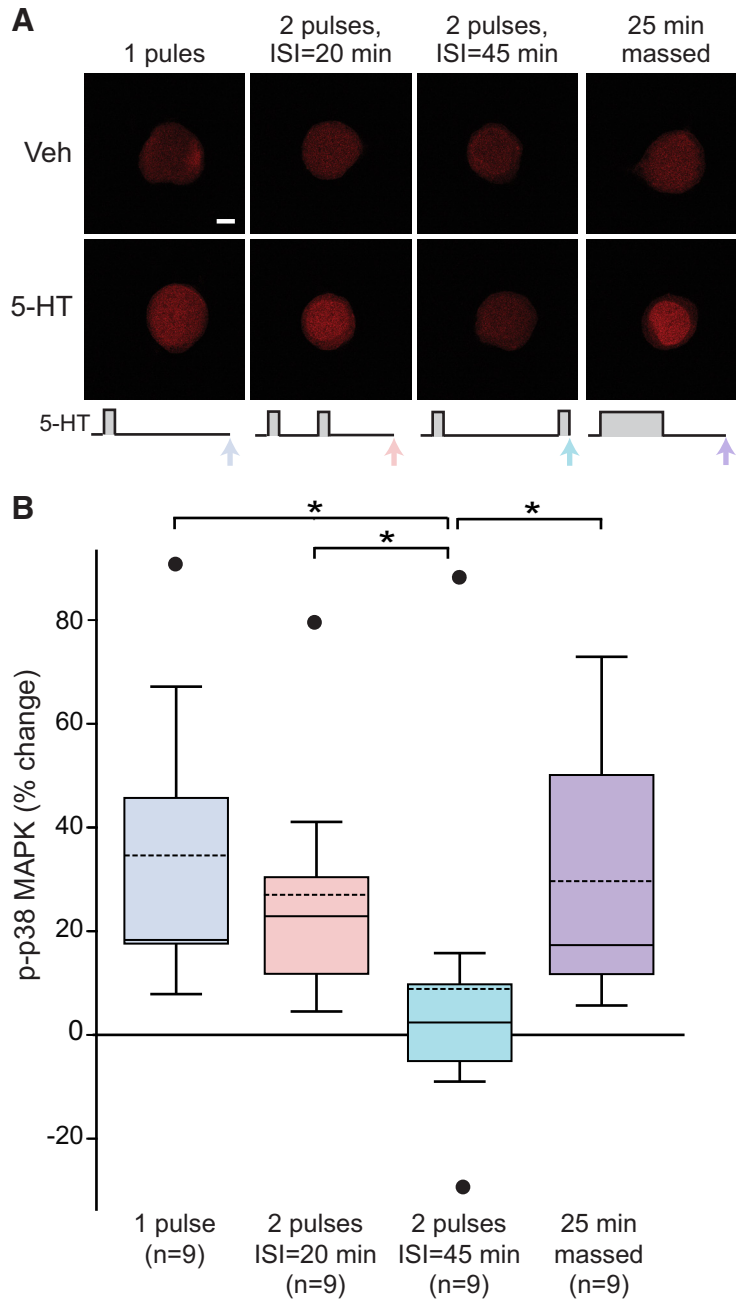 A
1 pules
2 pulses,
ISI=20 min
2 pulses,
ISI=45 min
25 min
massed
Veh
5-HT
5-HT
B
*
*
*
p-p38 MAPK (% change)
80
60
40
20
0
-20
1 pulse
(n=9)
2 pulses
ISI=20 min
(n=9)
2 pulses
ISI=45 min
(n=9)
25 min
massed
(n=9)